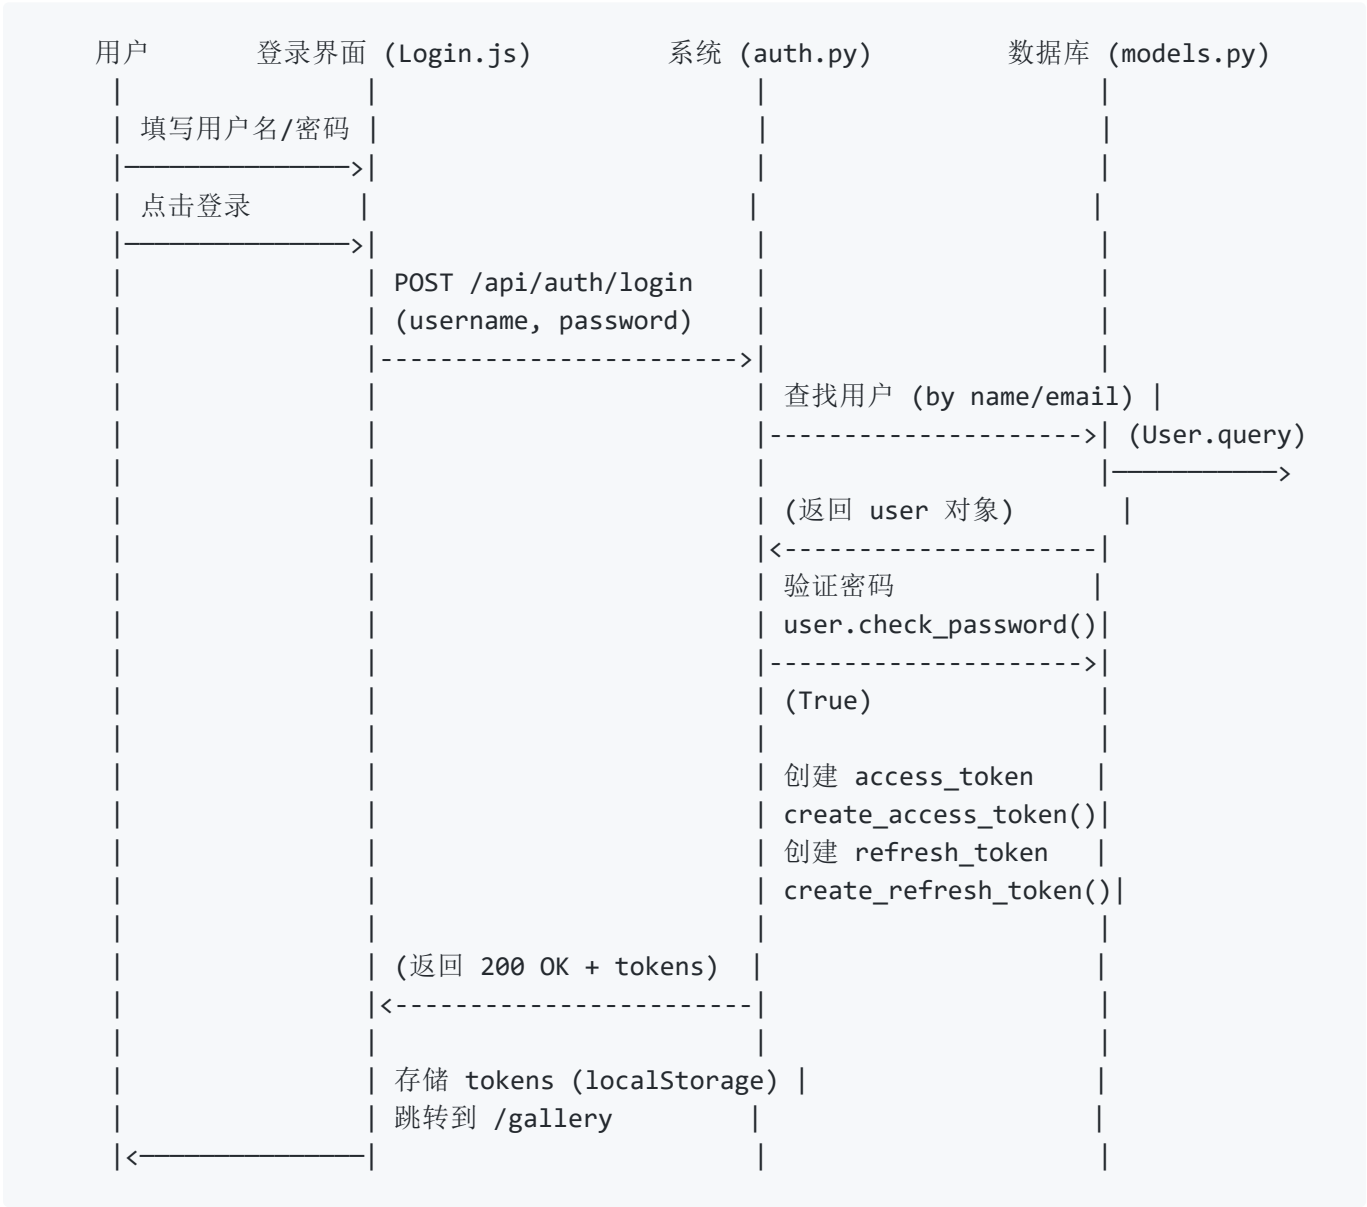 用户 登录界面 (Login.js) 系统 (auth.py) 数据库 (models.py)
| | | |
| 填写用户名/密码 | | |
|———————————————>| | |
| 点击登录 | | |
|———————————————>| | |
| | POST /api/auth/login | |
| | (username, password) | |
| |------------------------>| |
| | | 查找用户 (by name/email) |
| | |--------------------->| (User.query)
| | | |———————————>
| | | (返回 user 对象) |
| | |<---------------------|
| | | 验证密码 |
| | | user.check_password()|
| | |--------------------->|
| | | (True) |
| | | |
| | | 创建 access_token |
| | | create_access_token()|
| | | 创建 refresh_token |
| | | create_refresh_token()|
| | | |
| | (返回 200 OK + tokens) | |
| |<------------------------| |
| | | |
| | 存储 tokens (localStorage) | |
| | 跳转到 /gallery | |
|<———————————————| | |